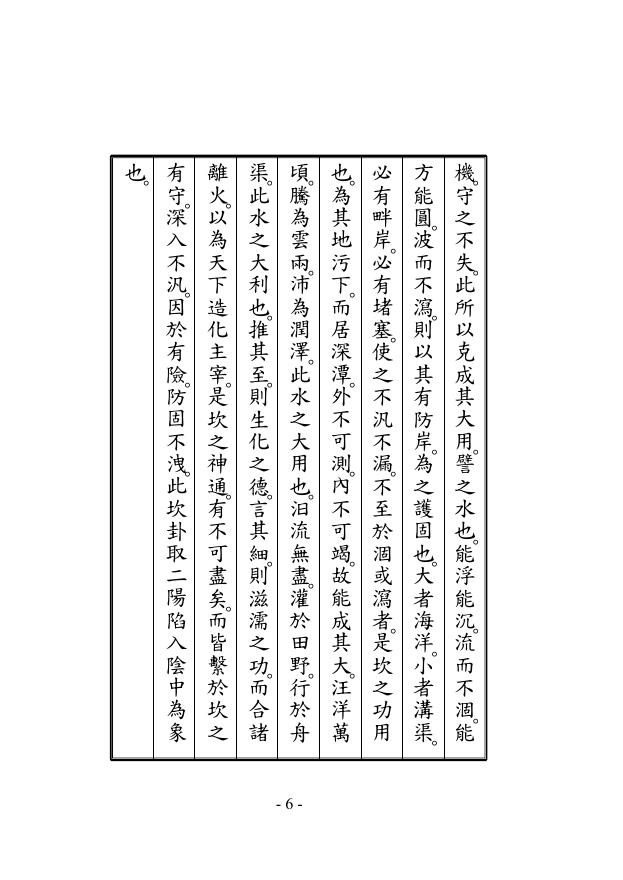 機。守之不失。此所以克成其大用。譬之水也。能浮能沉。流而不涸。能
方能圓。波而不瀉。則以其有防岸。為之護固也。大者海洋。小者溝渠。
必有畔岸。必有堵塞。使之不汎不漏。不至於涸或瀉者。是坎之功用
也。為其地污下。而居深潭。外不可測。內不可竭。故能成其大。汪洋萬
頃。騰為雲兩。沛為潤澤。此水之大用也。汩流無盡。灌於田野。行於舟
渠。此水之大利也。推其至。則生化之德。言其細。則滋濡之功。而合諸
離火。以為天下造化主宰。是坎之神通。有不可盡矣。而皆繫於坎之
有守。深入不汎。因於有險。防固不洩。此坎卦取二陽陷入陰中為象
也。
- 6 -